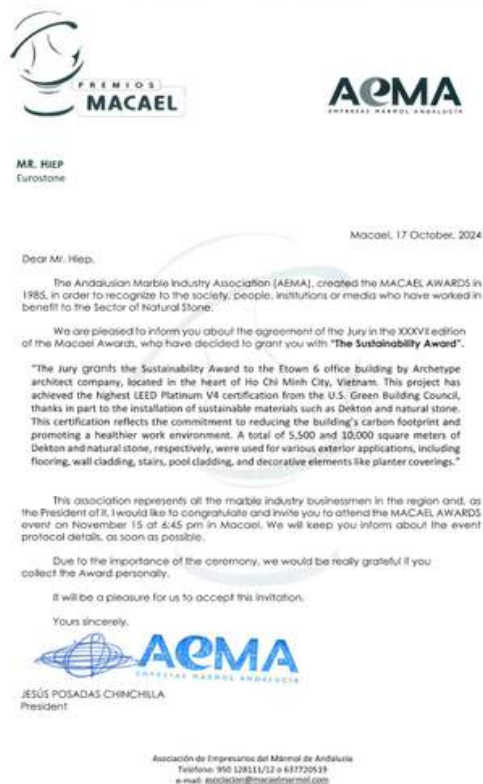 PREMIOS
MACAEL
AEMA
EMPRESAS MÁRMOL ANDALUCÍA
MR. HIEP
Eurostone
Macael, 17 October, 2024
Dear Mr. Hiep,
The Andalusian Marble Industry Association (AEMA), created the MACAEL AWARDS in
1985, in order to recognize to the society, people, institutions or media who have worked in
benefit to the Sector of Natural Stone.
We are pleased to inform you about the agreement of the Jury in the XXXVII edition
of the Macael Awards, who have decided to grant you with "The Sustainability Award".
"The Jury grants the Sustainability Award to the Etown 6 office building by Archetype
architect company, located in the heart of Ho Chi Minh City, Vietnam. This project has
achieved the highest LEED Platinum V4 certification from the U.S. Green Building Council,
thanks in part to the installation of sustainable materials such as Dekton and natural stone.
This certification reflects the commitment to reducing the building's carbon footprint and
promoting a healthier work environment. A total of 5,500 and 10,000 square meters of
Dekton and natural stone, respectively, were used for various exterior applications, including
flooring, wall cladding, stairs, pool cladding, and decorative elements like planter coverings."
This association represents all the marble industry businessmen in the region and, as
the President of it, I would like to congratulate and invite you to attend the MACAEL AWARDS
event on November 15 at 6:45 pm in Macael. We will keep you inform about the event
protocol details, as soon as possible.
Due to the importance of the ceremony, we would be really grateful if you
collect the Award personally.
It will be a pleasure for us to accept this invitation.
Yours sincerely,
AEMA
EMPRESAS MÁRMOL ANDALUCÍA
JESÚS POSADAS CHINCHILLA
President
Asociación de Empresarios del Mármol de Andalucía
Teléfono: 950 128111/12 o 637720519
e-mail: asociacion@macaelmarmol.com